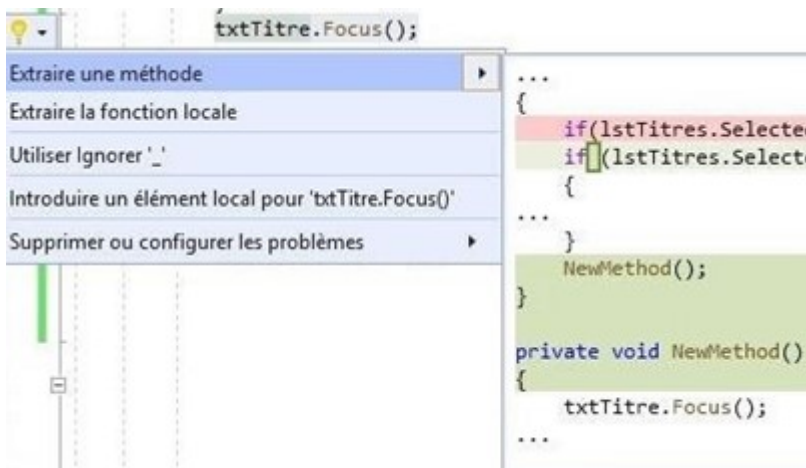 txtTitre.Focus();
Extraire une méthode
Extraire la fonction locale
Utiliser Ignorer '_'
Introduire un élément local pour 'txtTitre.Focus()'
Supprimer ou configurer les problèmes
...
{
if(lstTitres.Selecte
if (lstTitres.Selecte
{
...
}
NewMethod();
}
private void NewMethod()
{
txtTitre.Focus();
...